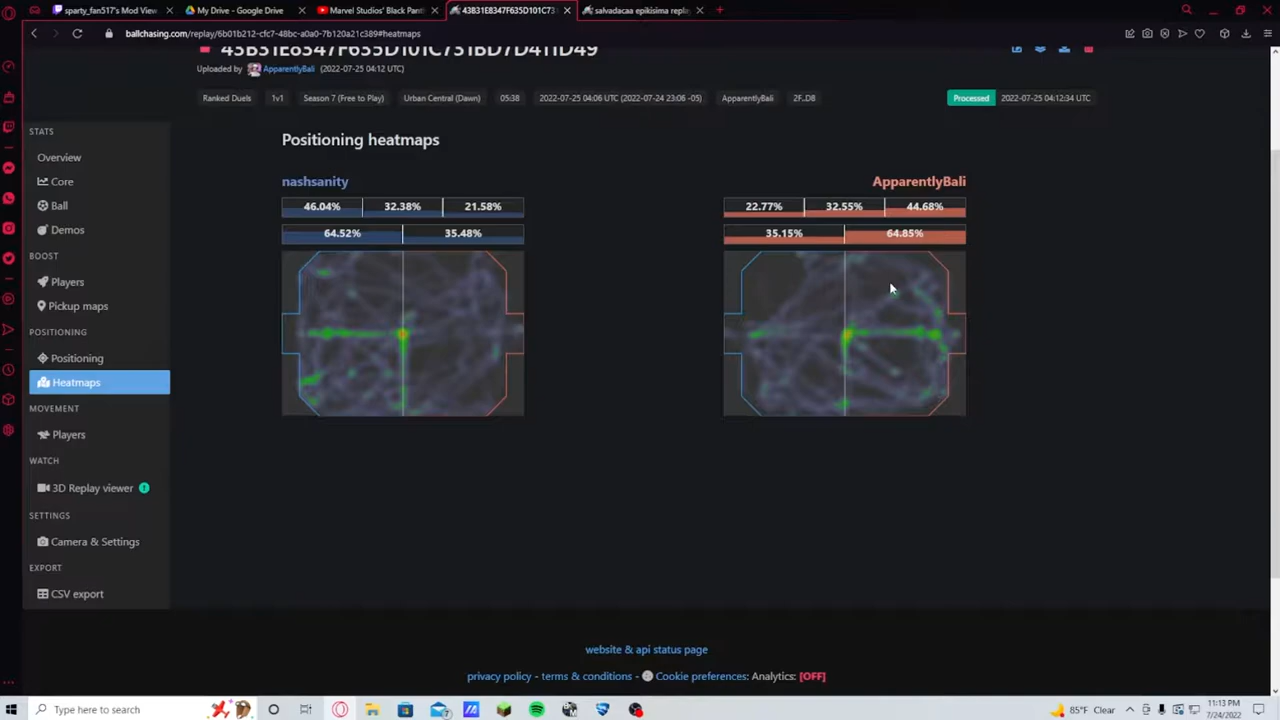 sparty_fan517's Mod View
My Drive - Google Drive
Marvel Studios' Black Pant
43B31E8347F635D101C73
salvadacaa epikisima repla
ballchasing.com/replay/6b01b212-cfc7-48bc-a0a0-7b120a21c389#heatmaps
43B31E8347F635D101C731BD7D411D49
Uploaded by ApparentlyBali (2022-07-25 04:12 UTC)
Ranked Duels 1v1 Season 7 (Free to Play) Urban Central (Dawn) 05:38 2022-07-25 04:06 UTC (2022-07-24 23:06 -05) ApparentlyBali 2F..DB Processed 2022-07-25 04:12:34 UTC
STATS
Overview
Core
Ball
Demos
BOOST
Players
Pickup maps
POSITIONING
Positioning
Heatmaps
MOVEMENT
Players
WATCH
3D Replay viewer
SETTINGS
Camera & Settings
EXPORT
CSV export
Positioning heatmaps
nashsanity
46.04% 32.38% 21.58%
64.52% 35.48%
ApparentlyBali
22.77% 32.55% 44.68%
35.15% 64.85%
website & api status page
privacy policy - terms & conditions - Cookie preferences: Analytics: [OFF]
Type here to search
85°F Clear
11:13 PM
7/24/2022